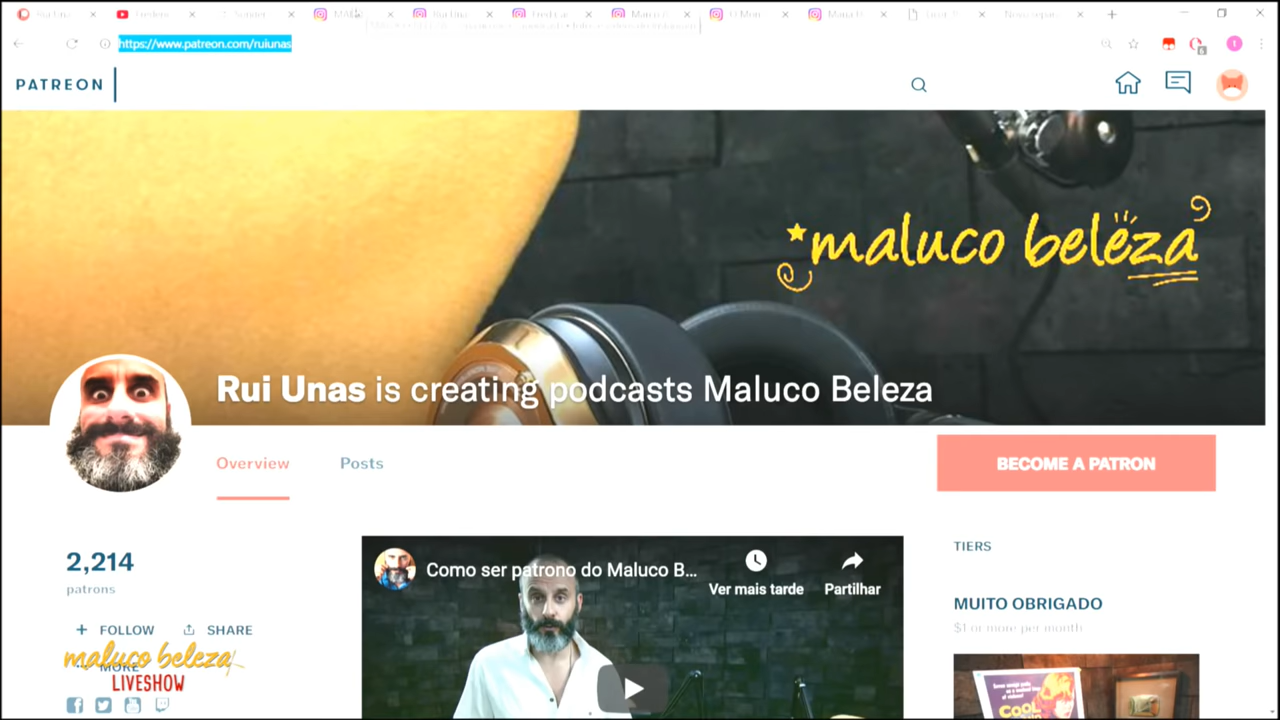 https://www.patreon.com/ruiunas
PATREON
maluco beleza
Rui Unas is creating podcasts Maluco Beleza
Overview
Posts
BECOME A PATRON
2,214
patrons
FOLLOW
SHARE
MORE
maluco beleza
LIVESHOW
Como ser patrono do Maluco B...
Ver mais tarde
Partilhar
TIERS
MUITO OBRIGADO
$1 or more per month
COOL